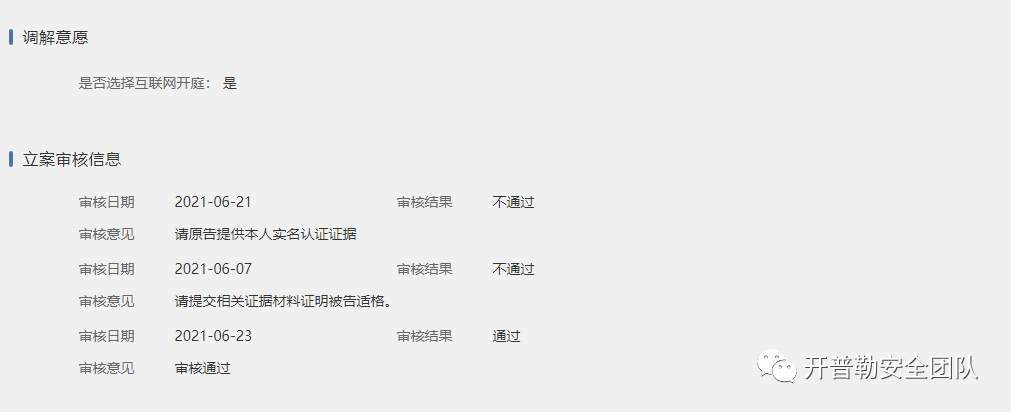 调解意愿
是否选择互联网开庭： 是
立案审核信息
审核日期 2021-06-21 审核结果 不通过
审核意见 请原告提供本人实名认证证据
审核日期 2021-06-07 审核结果 不通过
审核意见 请提交相关证据材料证明被告适格。
审核日期 2021-06-23 审核结果 通过
审核意见 审核通过
开普勒安全团队